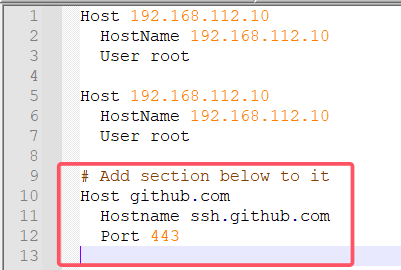 1 Host 192.168.112.10
2   HostName 192.168.112.10
3   User root
4
5 Host 192.168.112.10
6   HostName 192.168.112.10
7   User root
8
9 # Add section below to it
10 Host github.com
11   Hostname ssh.github.com
12   Port 443
13